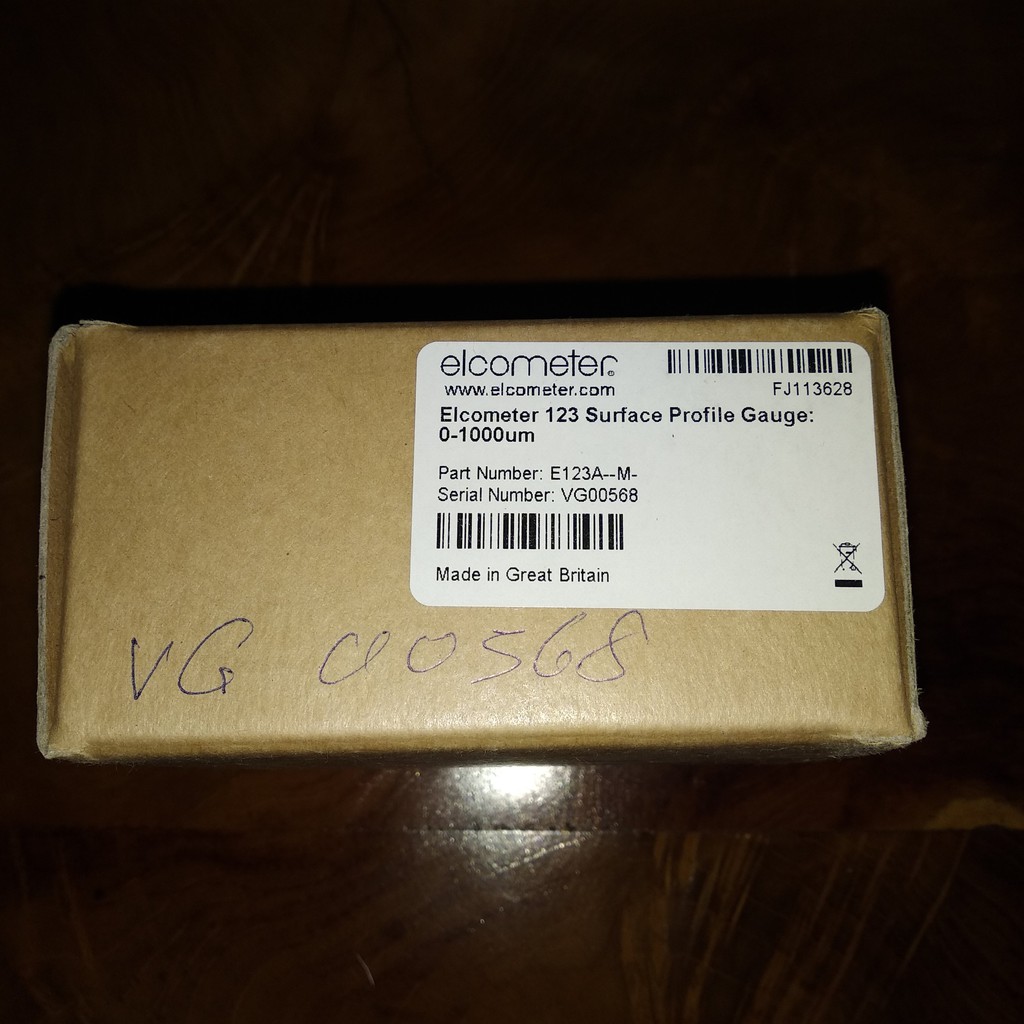 elcometer®
www.elcometer.com
FJ113628
Elcometer 123 Surface Profile Gauge:
0-1000um
Part Number: E123A--M-
Serial Number: VG00568
Made in Great Britain
VG 00568